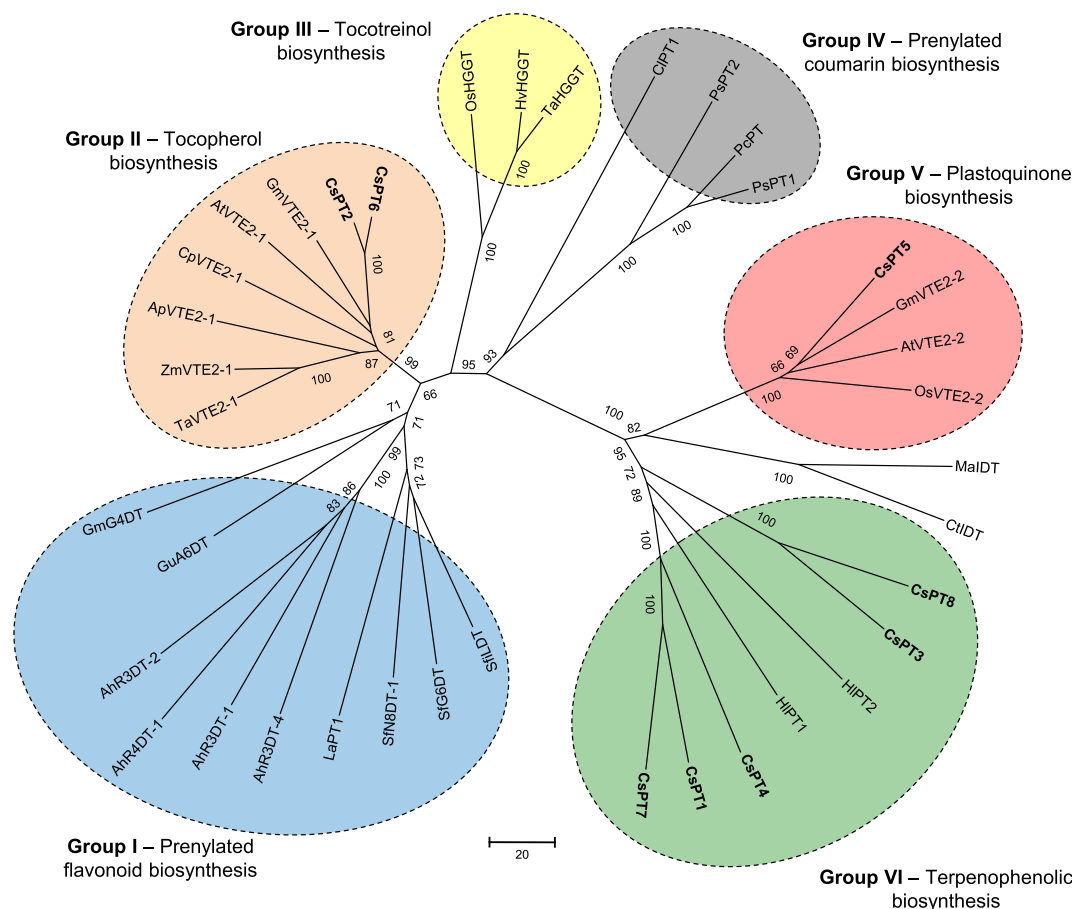 Group III – Tocotreinol
biosynthesis
Group IV – Prenylated
coumarin biosynthesis
Group II – Tocopherol
biosynthesis
Group V – Plastoquinone
biosynthesis
OsHGGT
HvHGGT
TaHGGT
100
100
ClPT1
PsPT2
PcPT
PsPT1
100
100
93
95
CsPT6
CsPT2
GmVTE2-1
AtVTE2-1
CpVTE2-1
ApVTE2-1
ZmVTE2-1
TaVTE2-1
100
81
87
100
99
66
CsPT5
GmVTE2-2
AtVTE2-2
OsVTE2-2
69
66
100
100
82
MaIDT
CtIDT
100
71
71
99
100
73
72
86
83
GmG4DT
GuA6DT
AhR3DT-2
AhR4DT-1
AhR3DT-1
AhR3DT-4
LaPT1
SfN8DT-1
SfG6DT
SfILDT
95
72
89
100
100
100
CsPT8
CsPT3
HlPT2
HlPT1
CsPT4
CsPT1
CsPT7
20
Group I – Prenylated
flavonoid biosynthesis
Group VI – Terpenophenolic
biosynthesis